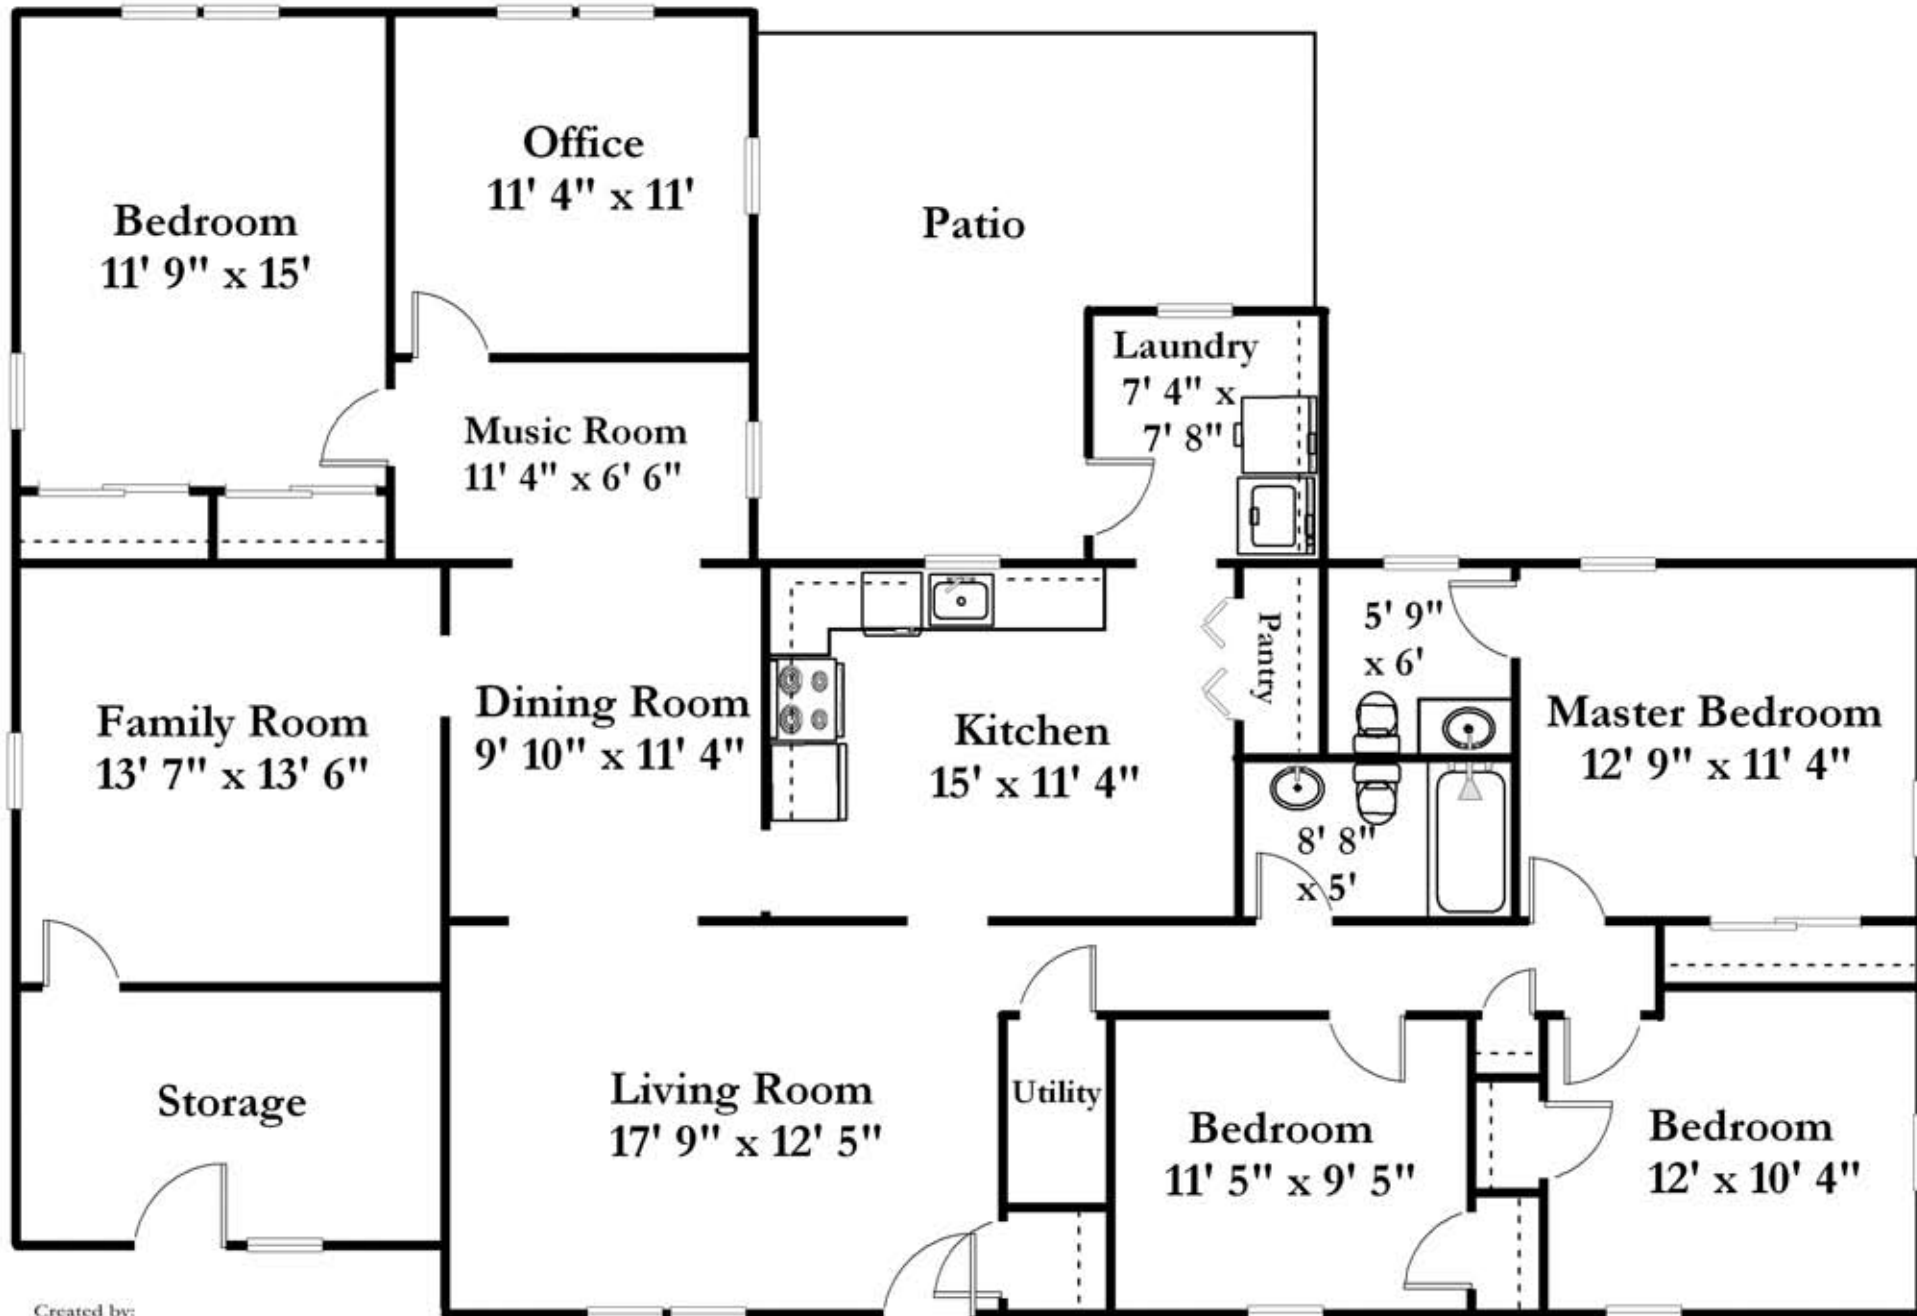 Bedroom
11' 9" x 15'
Office
11' 4" x 11'
Patio
Music Room
11' 4" x 6' 6"
Laundry
7' 4" x
7' 8"
Family Room
13' 7" x 13' 6"
Dining Room
9' 10" x 11' 4"
Kitchen
15' x 11' 4"
Pantry
5' 9"
x 6'
8' 8"
x 5'
Master Bedroom
12' 9" x 11' 4"
Storage
Living Room
17' 9" x 12' 5"
Utility
Bedroom
11' 5" x 9' 5"
Bedroom
12' x 10' 4"
Created by: